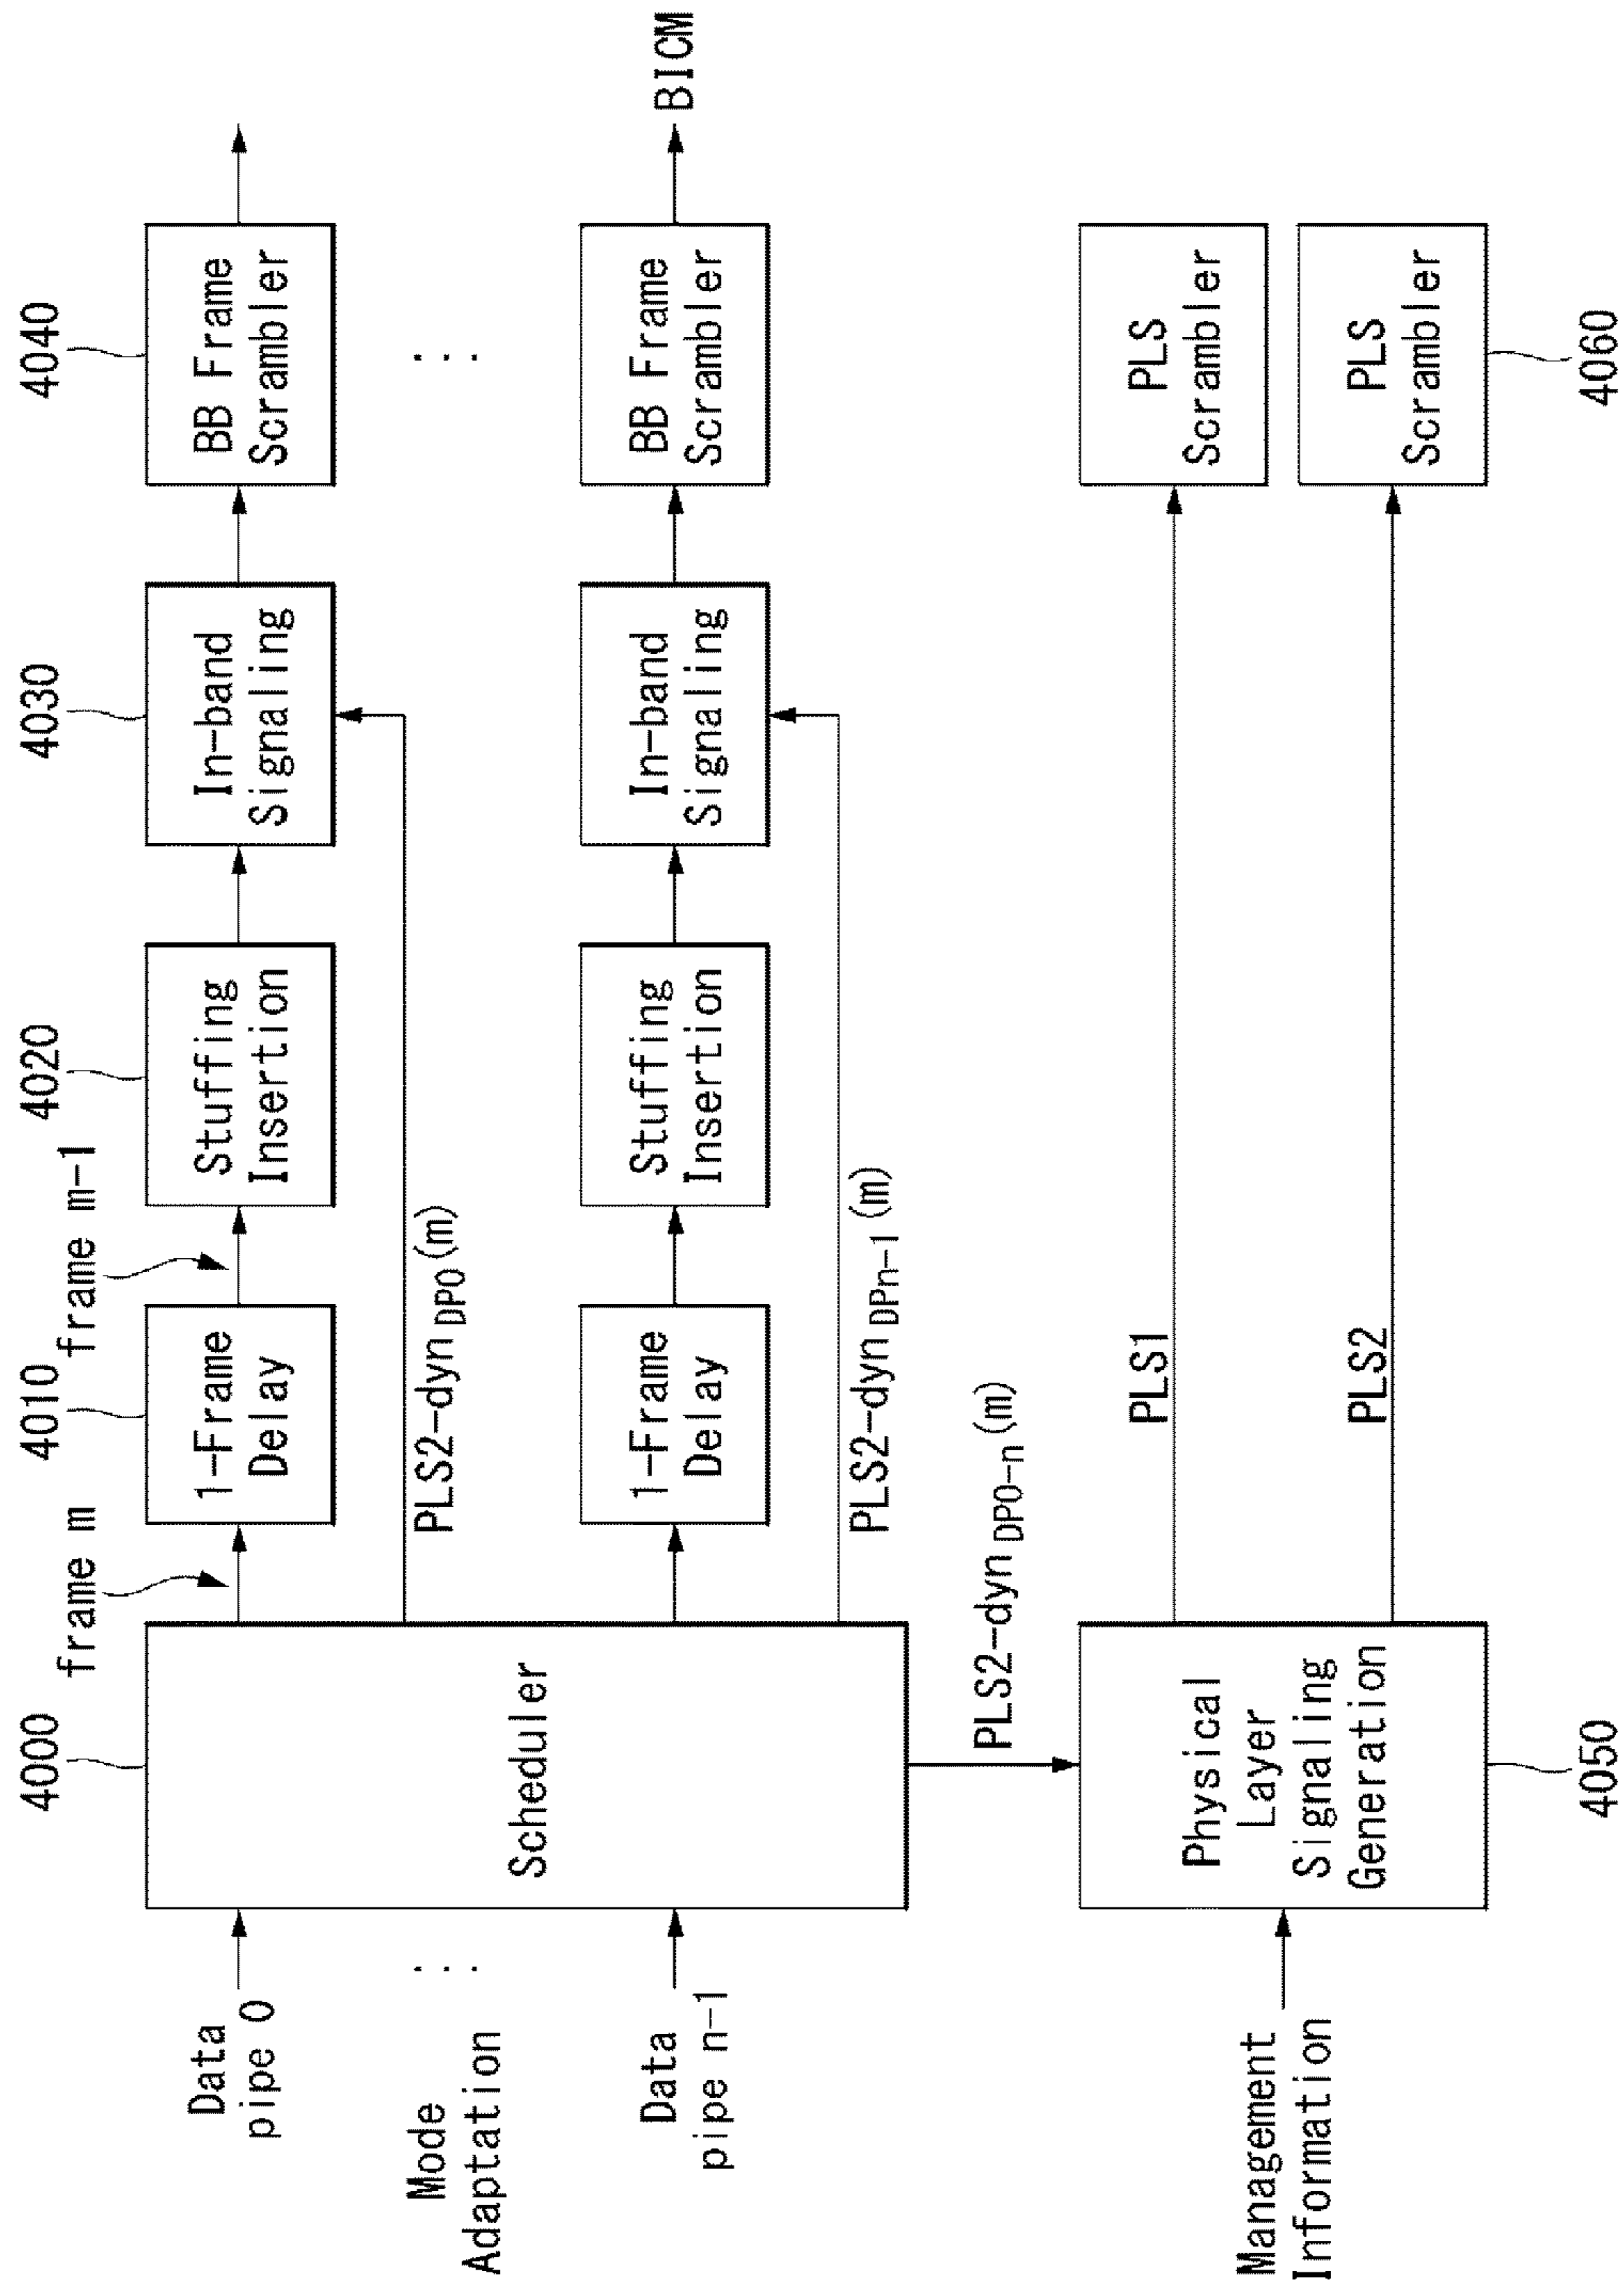 4000
4010
4020
4030
4040
frame m
frame m-1
Data
pipe 0
Scheduler
1-Frame
Delay
Stuffing
Insertion
In-band
Signaling
BB Frame
Scrambler
PLS2-dyn DP0 (m)
Mode
Adaptation
...
...
Data
pipe n-1
1-Frame
Delay
Stuffing
Insertion
In-band
Signaling
BB Frame
Scrambler
BICM
PLS2-dyn DPn-1 (m)
PLS2-dyn DP0-n (m)
Management
Information
Physical
Layer
Signaling
Generation
PLS1
PLS
Scrambler
PLS2
PLS
Scrambler
4050
4060